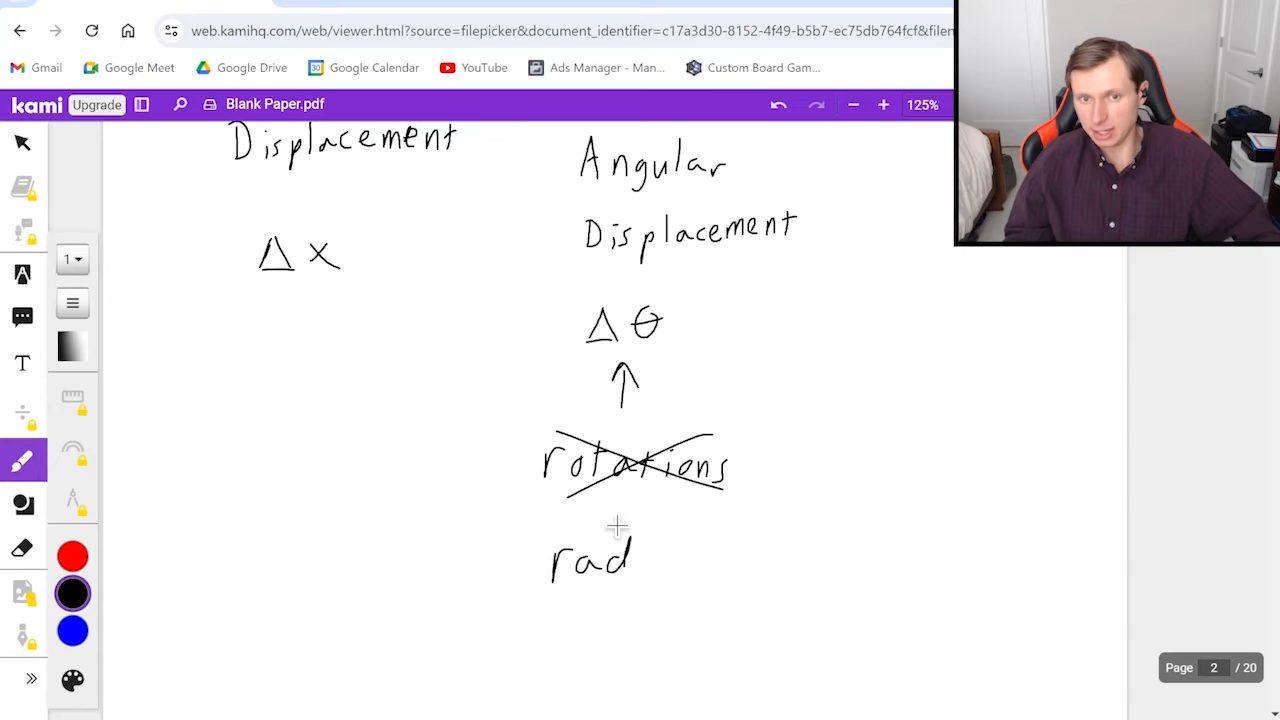 web.kamihq.com/web/viewer.html?source=filepicker&document_identifier=c17a3d30-8152-4f49-b5b7-ec75db764fcf&filen
Gmail Google Meet Google Drive 30 Google Calendar YouTube Ads Manager - Man... Custom Board Gam...
kami Upgrade Blank Paper.pdf 125%
Displacement
Angular
Displacement
Δ x
Δ θ
rotations
rad
1
T
Page 2 / 20